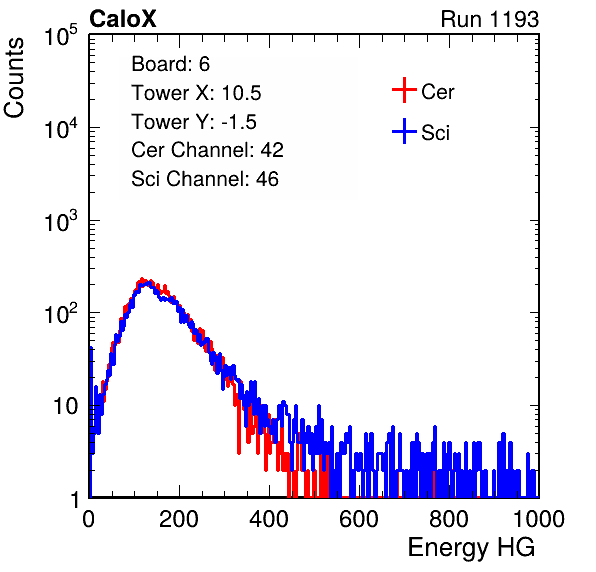 CaloX Run 1193
Counts
10^5
10^4
10^3
10^2
10
1
Board: 6
Tower X: 10.5
Tower Y: -1.5
Cer Channel: 42
Sci Channel: 46
Cer
Sci
0 200 400 600 800 1000
Energy HG